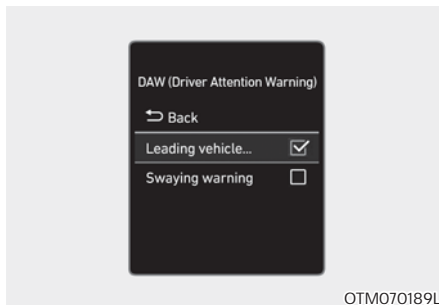 DAW (Driver Attention Warning)
Back
Leading vehicle...
Swaying warning
OTM070189L